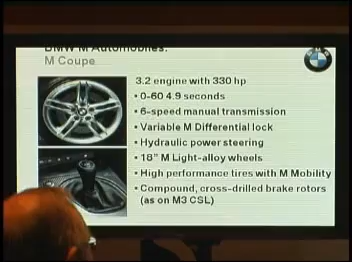 BMW M Automobiles.
M Coupe
3.2 engine with 330 hp
• 0-60 4.9 seconds
• 6-speed manual transmission
• Variable M Differential lock
• Hydraulic power steering
• 18" M Light-alloy wheels
• High performance tires with M Mobility
• Compound, cross-drilled brake rotors
(as on M3 CSL)